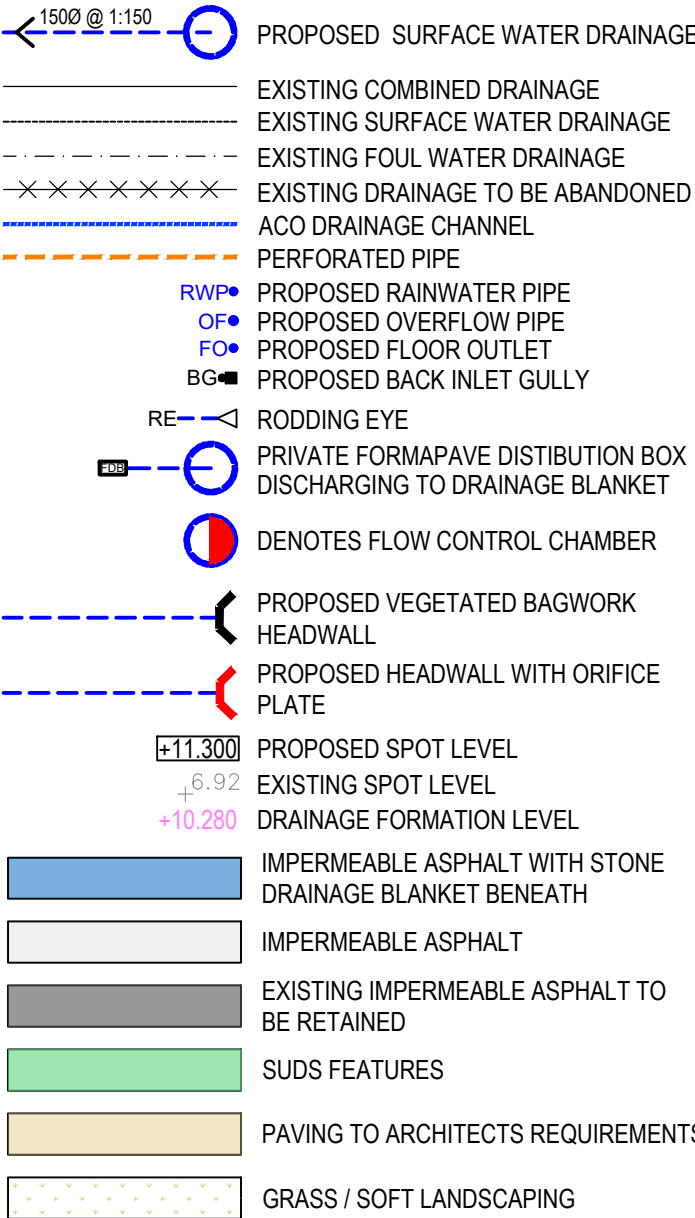 150Ø @ 1:150
PROPOSED SURFACE WATER DRAINAGE
EXISTING COMBINED DRAINAGE
EXISTING SURFACE WATER DRAINAGE
EXISTING FOUL WATER DRAINAGE
EXISTING DRAINAGE TO BE ABANDONED
ACO DRAINAGE CHANNEL
PERFORATED PIPE
RWP PROPOSED RAINWATER PIPE
OF PROPOSED OVERFLOW PIPE
FO PROPOSED FLOOR OUTLET
BG PROPOSED BACK INLET GULLY
RE RODDING EYE
FDB
PRIVATE FORMAPAVE DISTIBUTION BOX
DISCHARGING TO DRAINAGE BLANKET
DENOTES FLOW CONTROL CHAMBER
PROPOSED VEGETATED BAGWORK
HEADWALL
PROPOSED HEADWALL WITH ORIFICE
PLATE
+11.300 PROPOSED SPOT LEVEL
+6.92 EXISTING SPOT LEVEL
+10.280 DRAINAGE FORMATION LEVEL
IMPERMEABLE ASPHALT WITH STONE
DRAINAGE BLANKET BENEATH
IMPERMEABLE ASPHALT
EXISTING IMPERMEABLE ASPHALT TO
BE RETAINED
SUDS FEATURES
PAVING TO ARCHITECTS REQUIREMENTS
GRASS / SOFT LANDSCAPING